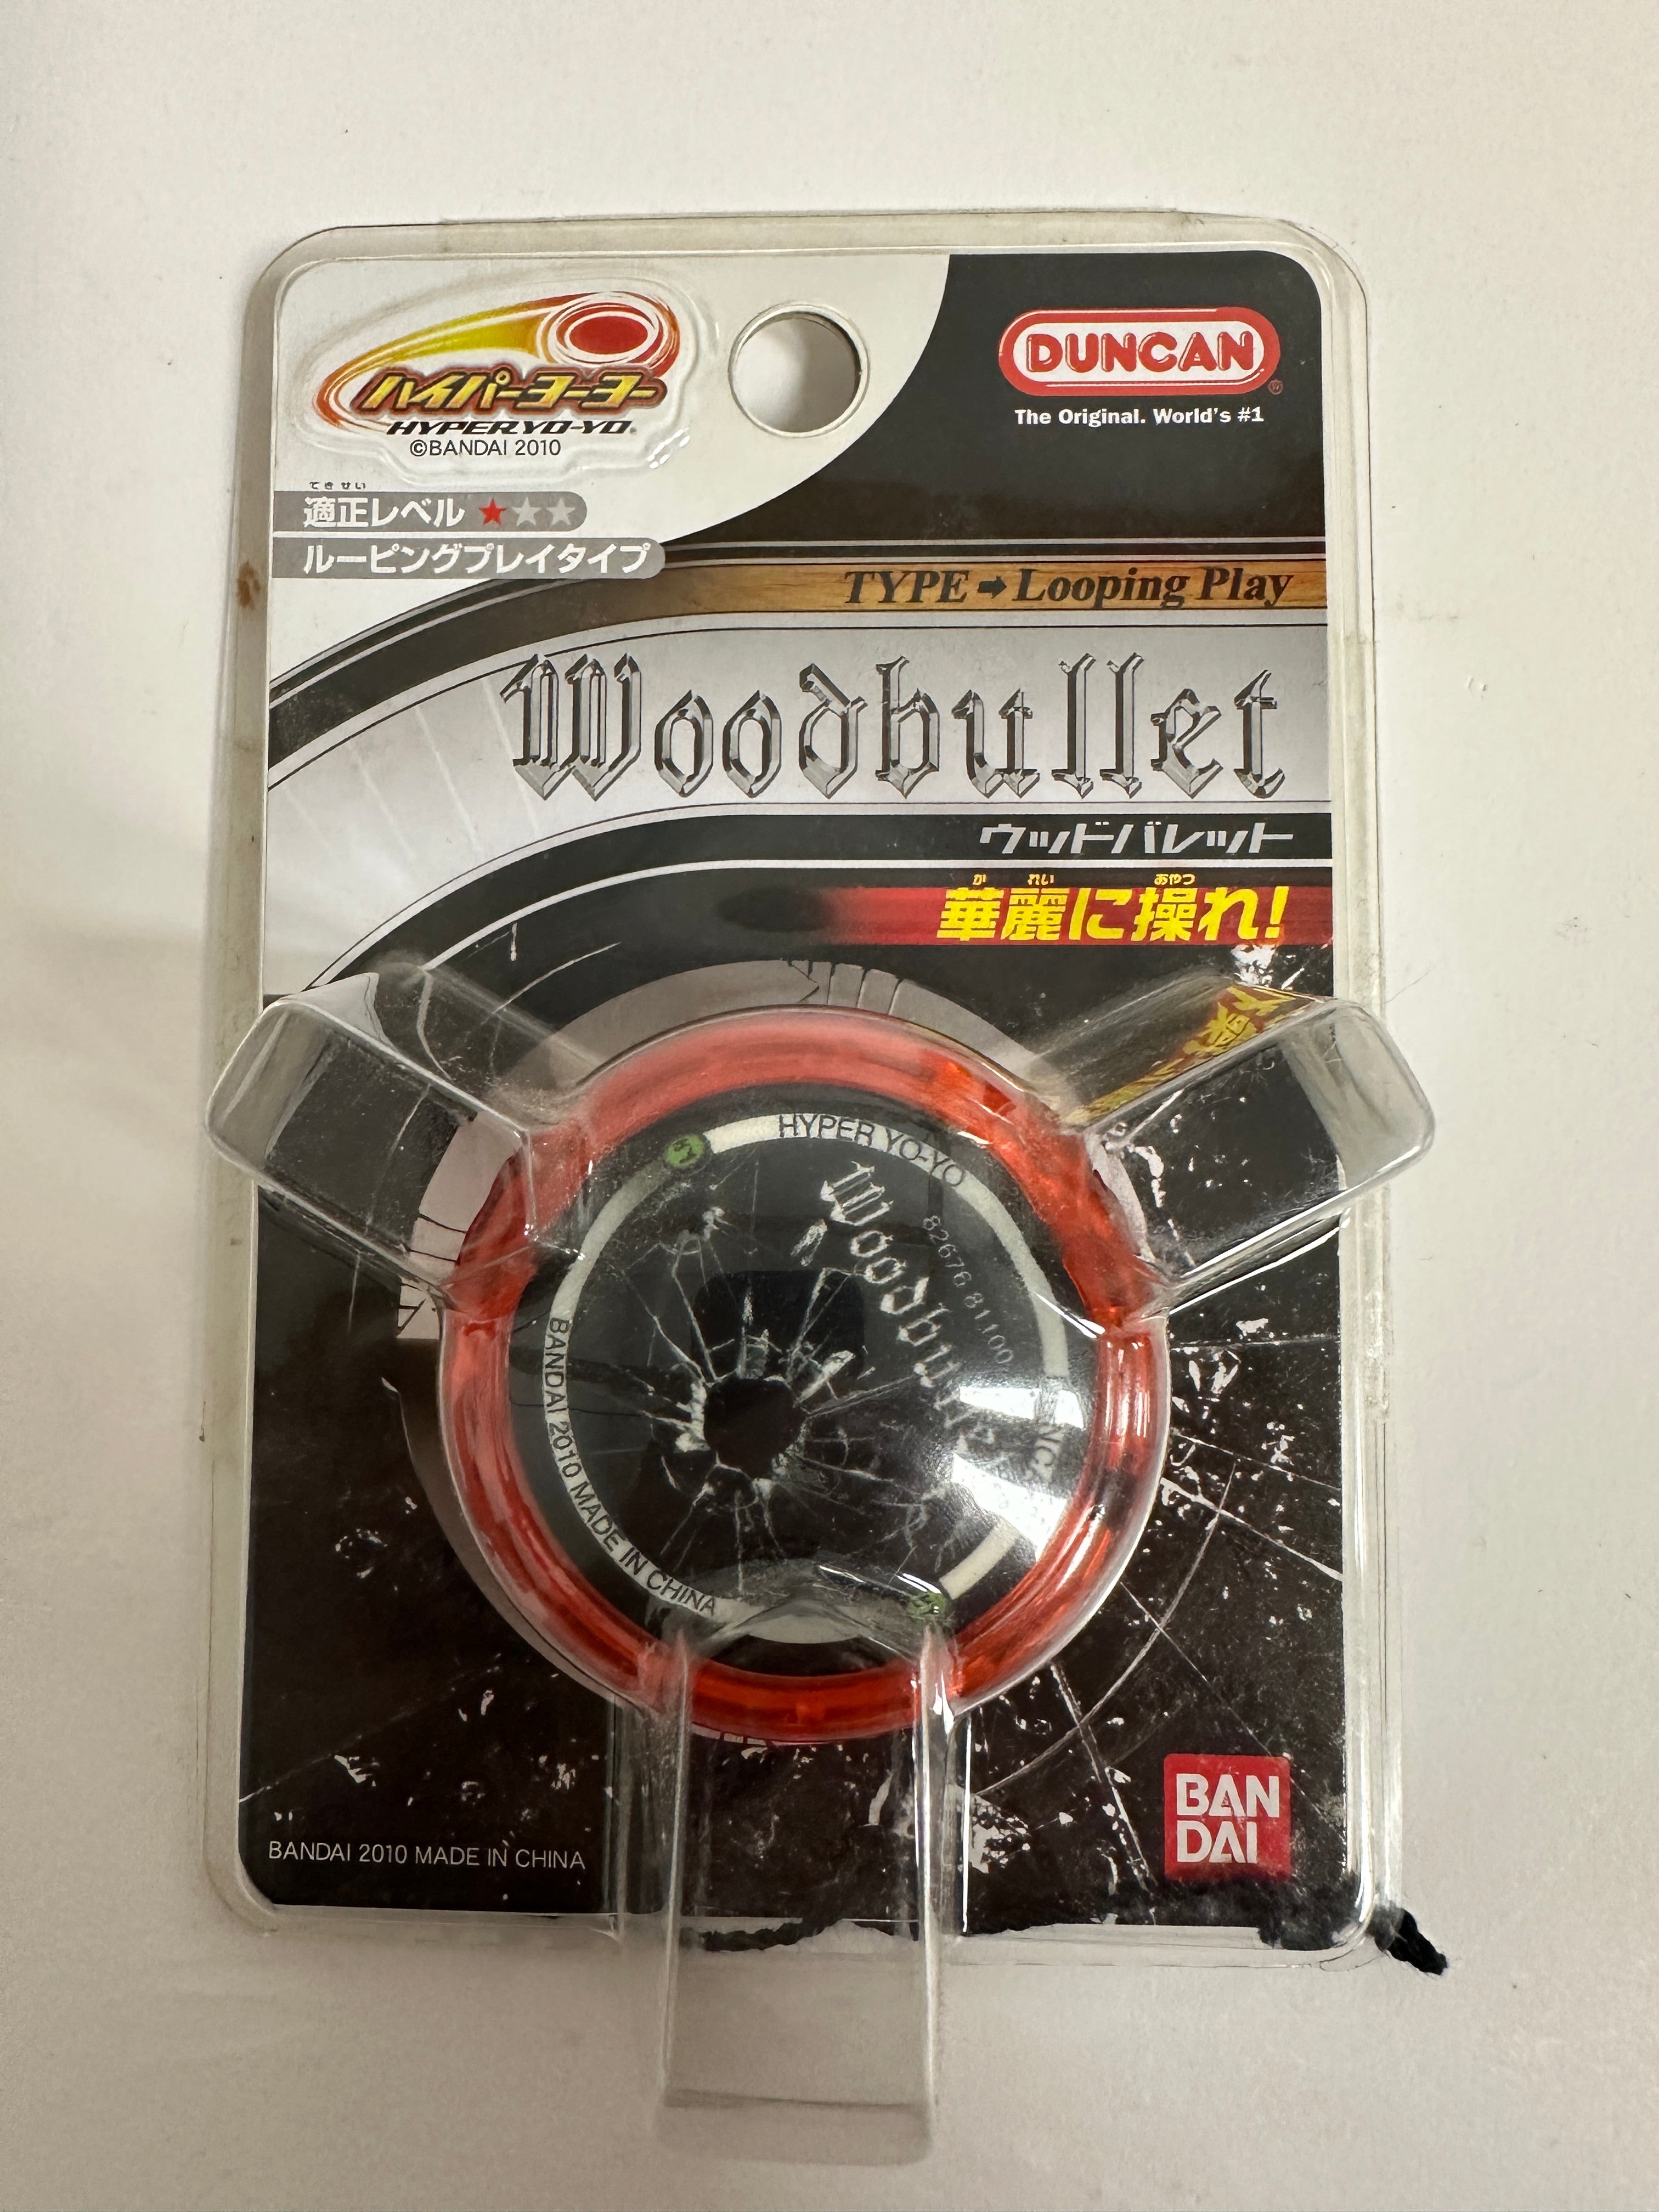 ハイパーヨーヨー
HYPER YO-YO
©BANDAI 2010
DUNCAN®
The Original. World's #1
てきせい
適正レベル ★★★
ルーピングプレイタイプ
TYPE ➡ Looping Play
Woodbullet
ウッドバレット
か れい あやつ
華麗に操れ!
HYPER YO-YO
82676 81100
BANDAI 2010 MADE IN CHINA
BANDAI 2010 MADE IN CHINA
BAN
DAI